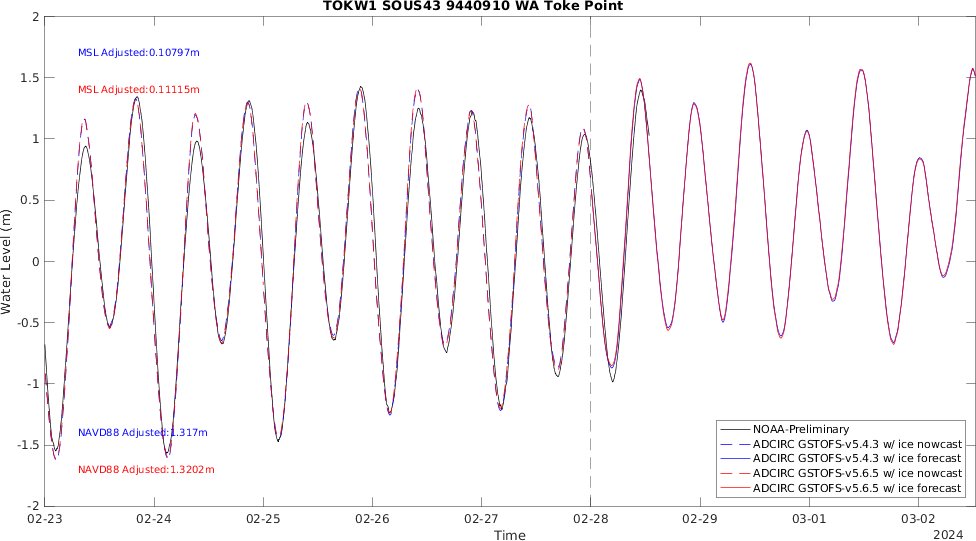 TOKW1 SOUS43 9440910 WA Toke Point
2
1.5
1
0.5
0
-0.5
-1
-1.5
-2
Water Level (m)
MSL Adjusted:0.10797m
MSL Adjusted:0.11115m
NAVD88 Adjusted:1.317m
NAVD88 Adjusted:1.3202m
NOAA-Preliminary
ADCIRC GSTOFS-v5.4.3 w/ ice nowcast
ADCIRC GSTOFS-v5.4.3 w/ ice forecast
ADCIRC GSTOFS-v5.6.5 w/ ice nowcast
ADCIRC GSTOFS-v5.6.5 w/ ice forecast
02-23 02-24 02-25 02-26 02-27 02-28 02-29 03-01 03-02
Time
2024